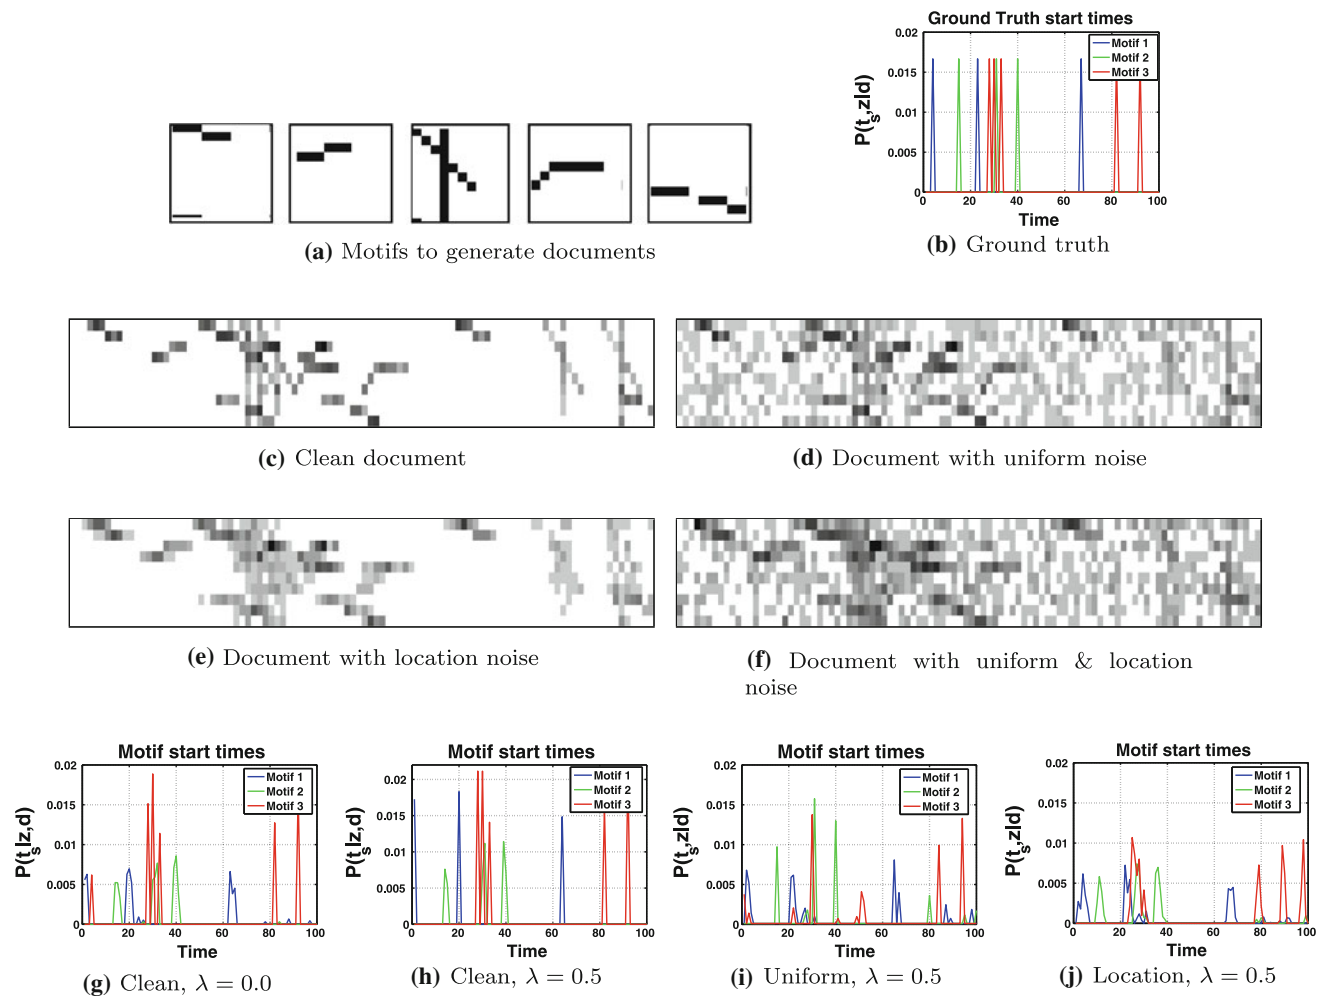 Ground Truth start times
0.02
0.015
0.01
0.005
0
0 20 40 60 80 100
P(ts,z|d)
Time
Motif 1
Motif 2
Motif 3
(a) Motifs to generate documents
(b) Ground truth
(c) Clean document
(d) Document with uniform noise
(e) Document with location noise
(f) Document with uniform & location
noise
Motif start times
0.02
0.015
0.01
0.005
0
0 20 40 60 80 100
P(ts|z,d)
Time
Motif 1
Motif 2
Motif 3
(g) Clean, λ = 0.0
Motif start times
0.02
0.015
0.01
0.005
0
0 20 40 60 80 100
P(ts|z,d)
Time
Motif 1
Motif 2
Motif 3
(h) Clean, λ = 0.5
Motif start times
0.02
0.015
0.01
0.005
0
0 20 40 60 80 100
P(ts,z|d)
Time
Motif 1
Motif 2
Motif 3
(i) Uniform, λ = 0.5
Motif start times
0.02
0.015
0.01
0.005
0
0 20 40 60 80 100
P(ts,z|d)
Time
Motif 1
Motif 2
Motif 3
(j) Location, λ = 0.5